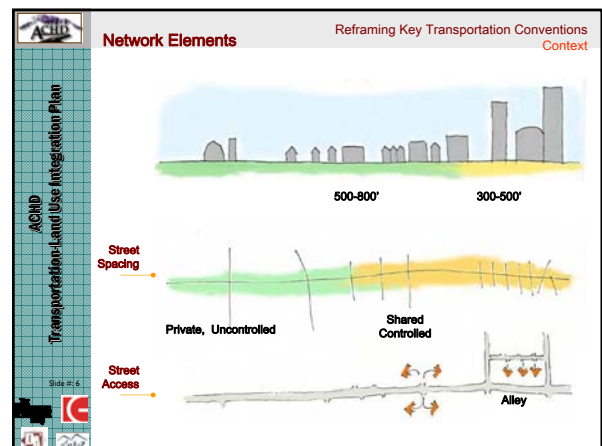 ACHD
Network Elements
Reframing Key Transportation Conventions
Context
ACHD
Transportation-Land Use Integration Plan
500-800'
300-500'
Street
Spacing
Private, Uncontrolled
Shared
Controlled
Street
Access
Alley
Slide #: 6